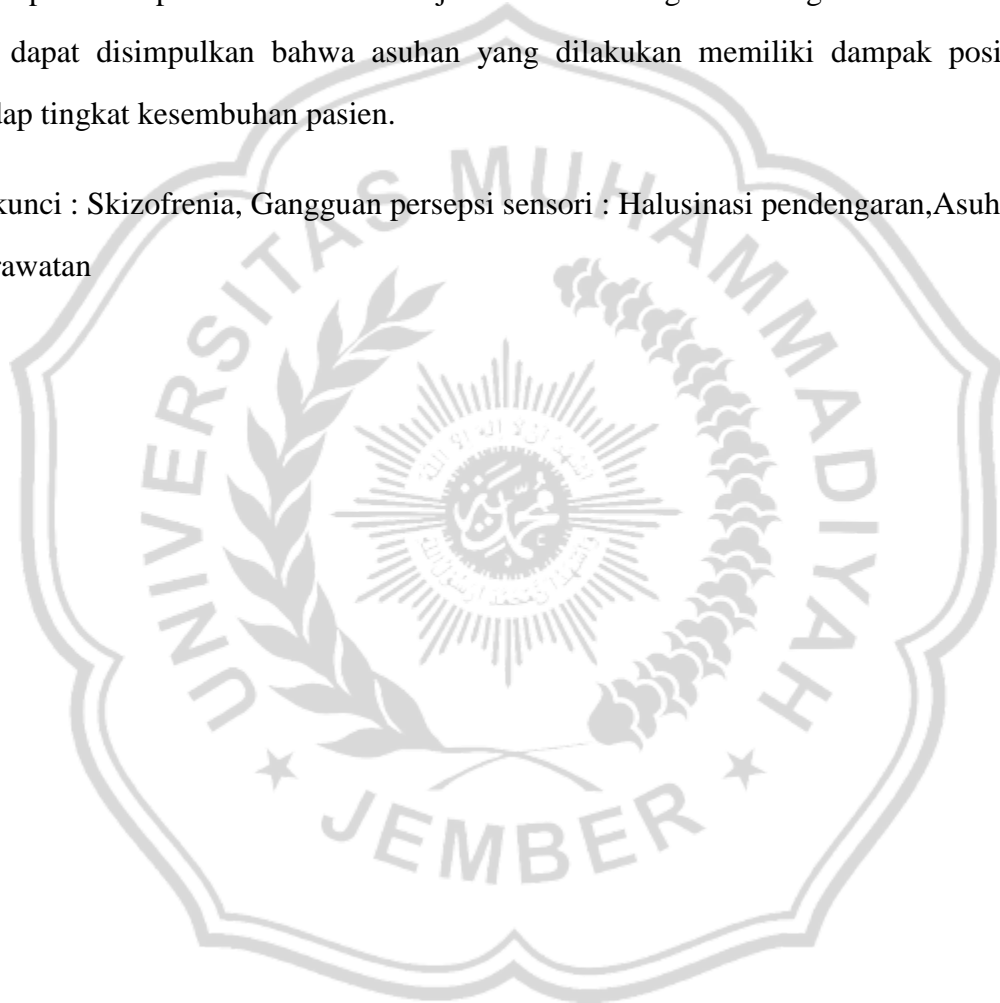 dapat disimpulkan bahwa asuhan yang dilakukan memiliki dampak posi
dap tingkat kesembuhan pasien.
kunci : Skizofrenia, Gangguan persepsi sensori : Halusinasi pendengaran,Asuh
rawatan
UNIVERSITAS MUHAMMADIYAH
JEMBER